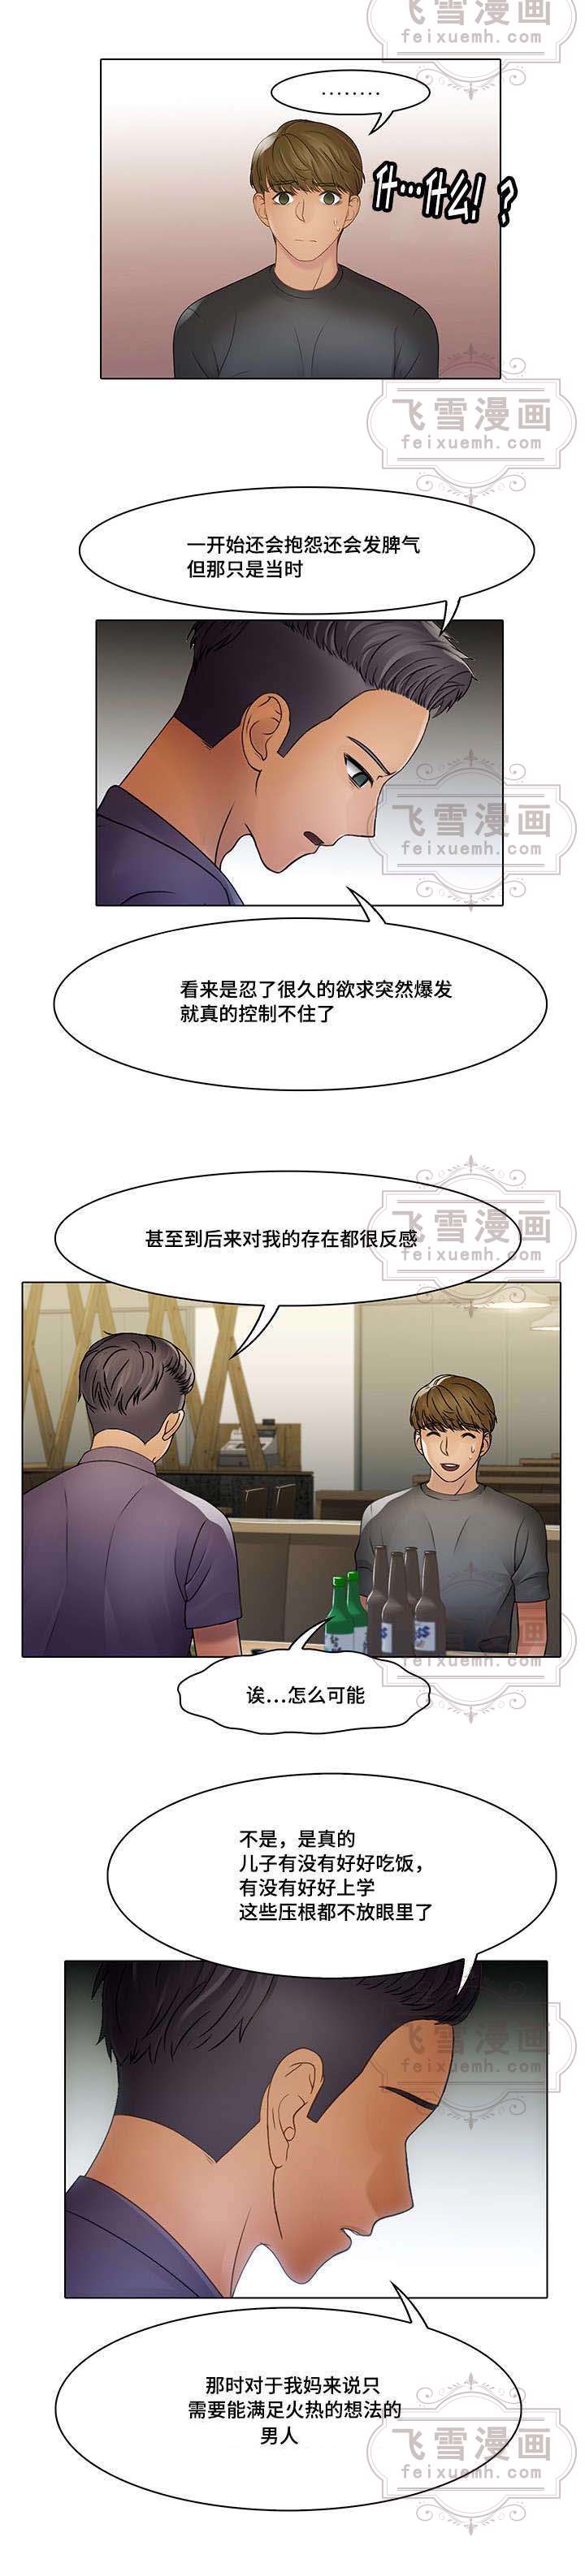 飞雪漫画
feixuemh.com
········
什…什么！？
飞雪漫画
feixuemh.com
一开始还会抱怨还会发脾气
但那只是当时
飞雪漫画
feixuemh.com
看来是忍了很久的欲求突然爆发
就真的控制不住了
飞雪漫画
feixuemh.com
甚至到后来对我的存在都很反感
飞雪漫画
feixuemh.com
诶...怎么可能
不是，是真的
儿子有没有好好吃饭，
有没有好好上学
这些压根都不放眼里了
飞雪漫画
feixuemh.com
那时对于我妈来说只
需要能满足火热的想法的
男人
飞雪漫画
feixuemh.com